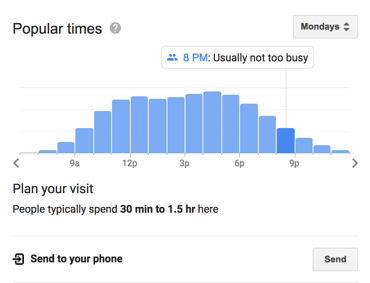 Popular times ?
Mondays
8 PM: Usually not too busy
9a 12p 3p 6p 9p
Plan your visit
People typically spend 30 min to 1.5 hr here
Send to your phone
Send